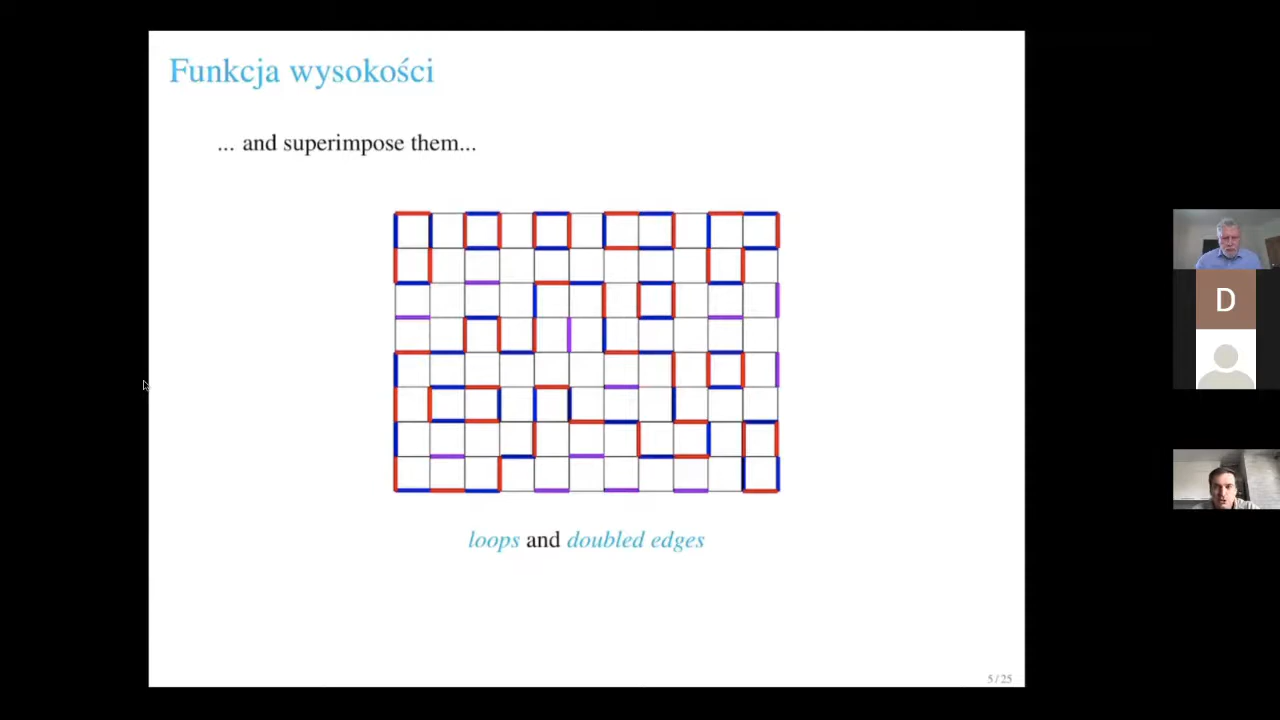 Funkcja wysokości
... and superimpose them...
D
loops and doubled edges
5 / 25